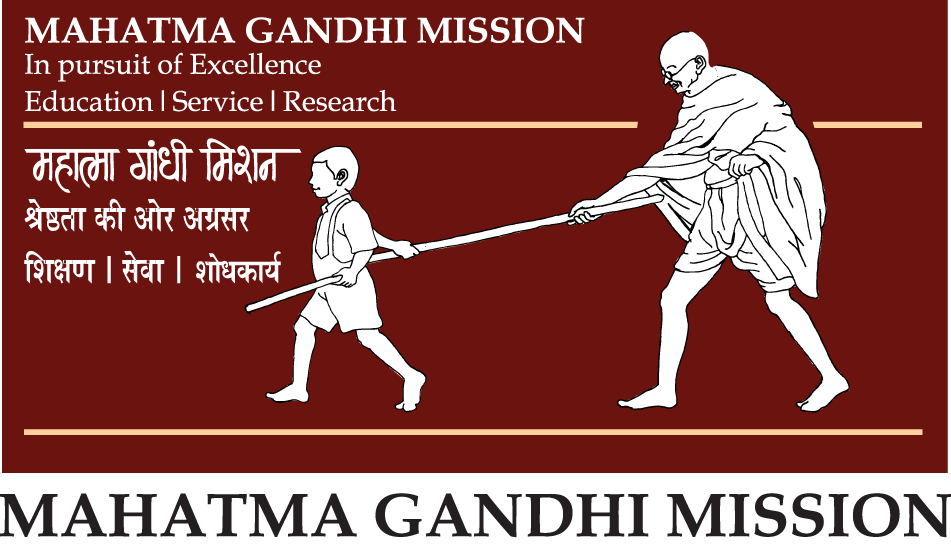 MAHATMA GANDHI MISSION
In pursuit of Excellence
Education | Service | Research
महात्मा गांधी मिशन
श्रेष्ठता की ओर अग्रसर
शिक्षण | सेवा | शोधकार्य
MAHATMA GANDHI MISSION